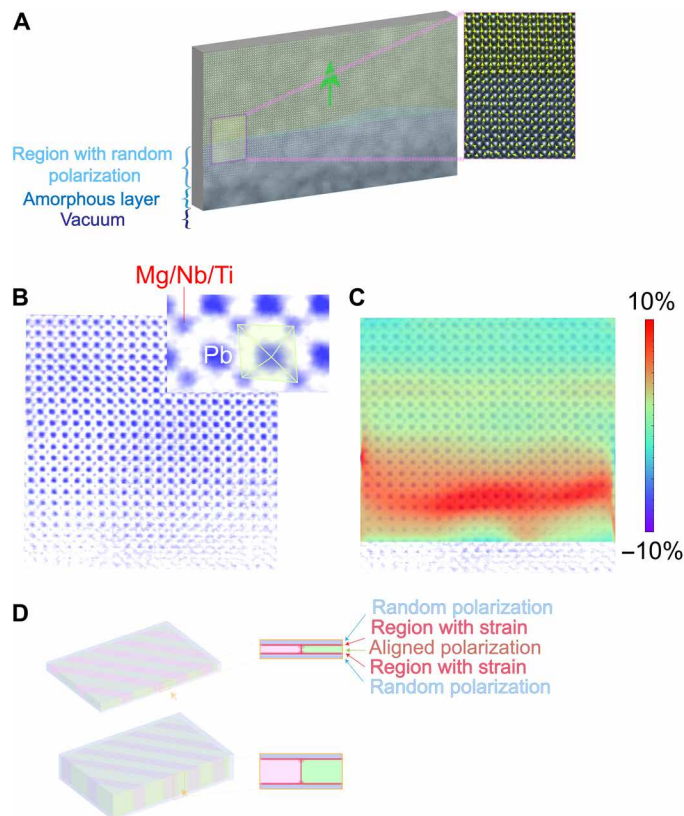 A
Region with random
polarization
Amorphous layer
Vacuum
B
Mg/Nb/Ti
Pb
C
10%
−10%
D
Random polarization
Region with strain
Aligned polarization
Region with strain
Random polarization